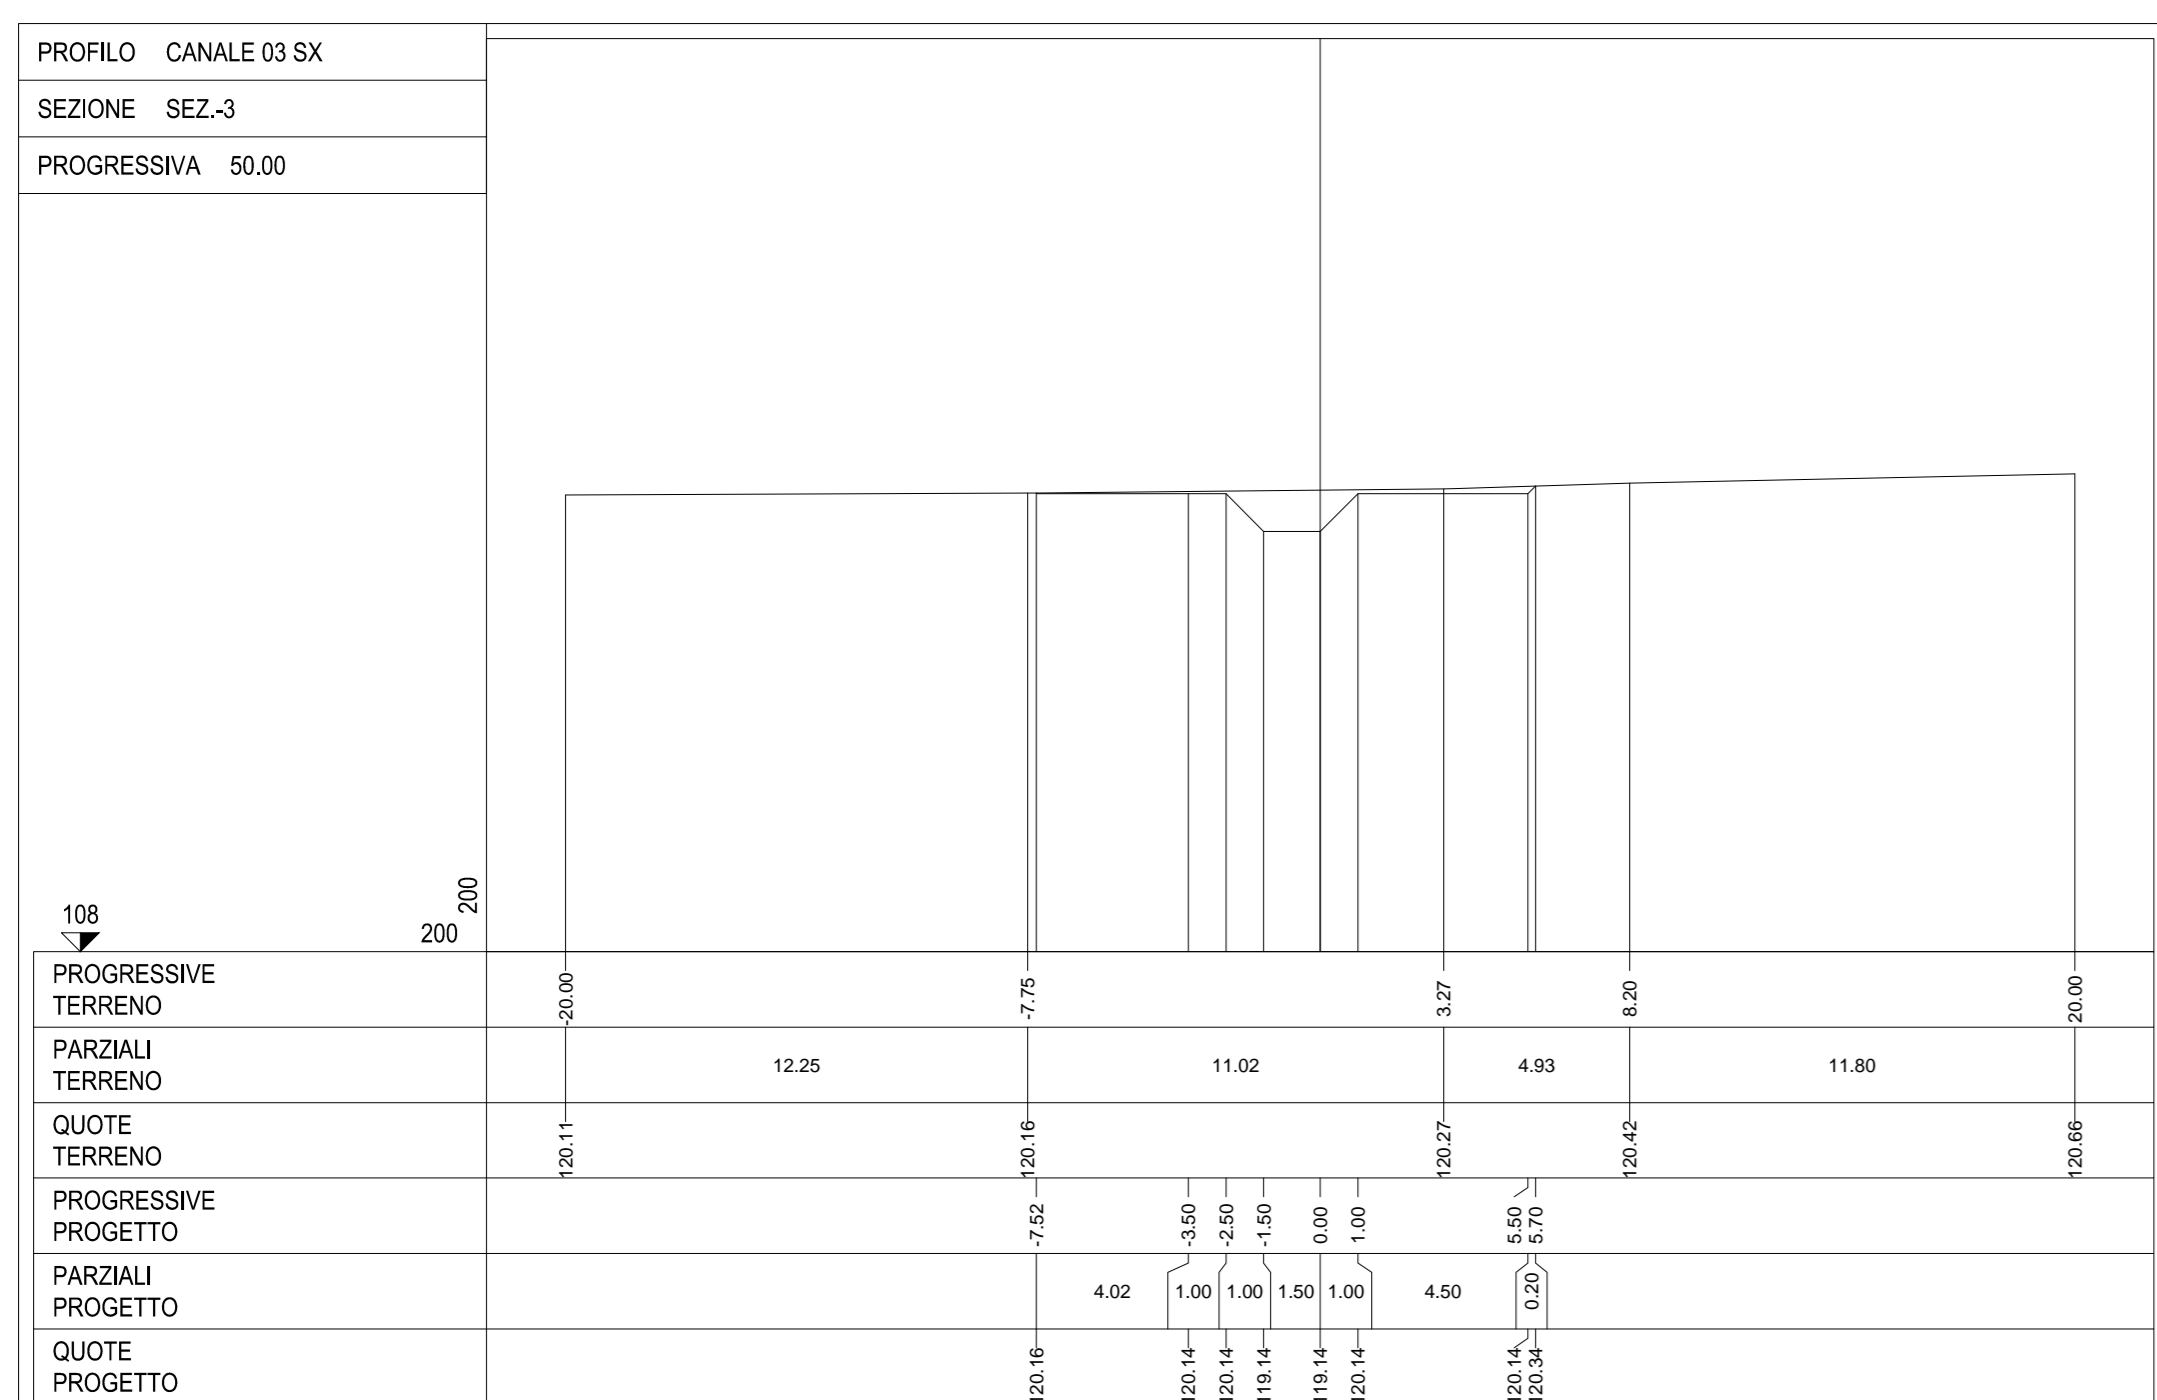 PROFILO CANALE 03 SX
SEZIONE SEZ.-3
PROGRESSIVA 50.00
200
108
200
PROGRESSIVE
TERRENO
-20.00 -7.75 3.27 8.20 20.00
PARZIALI
TERRENO
12.25 11.02 4.93 11.80
QUOTE
TERRENO
120.11 120.16 120.27 120.42 120.66
PROGRESSIVE
PROGETTO
-7.52 -3.50 -2.50 -1.50 0.00 1.00 5.50 5.70
PARZIALI
PROGETTO
4.02 1.00 1.00 1.50 1.00 4.50 0.20
QUOTE
PROGETTO
120.16 120.14 120.14 119.14 119.14 120.14 120.14 120.34